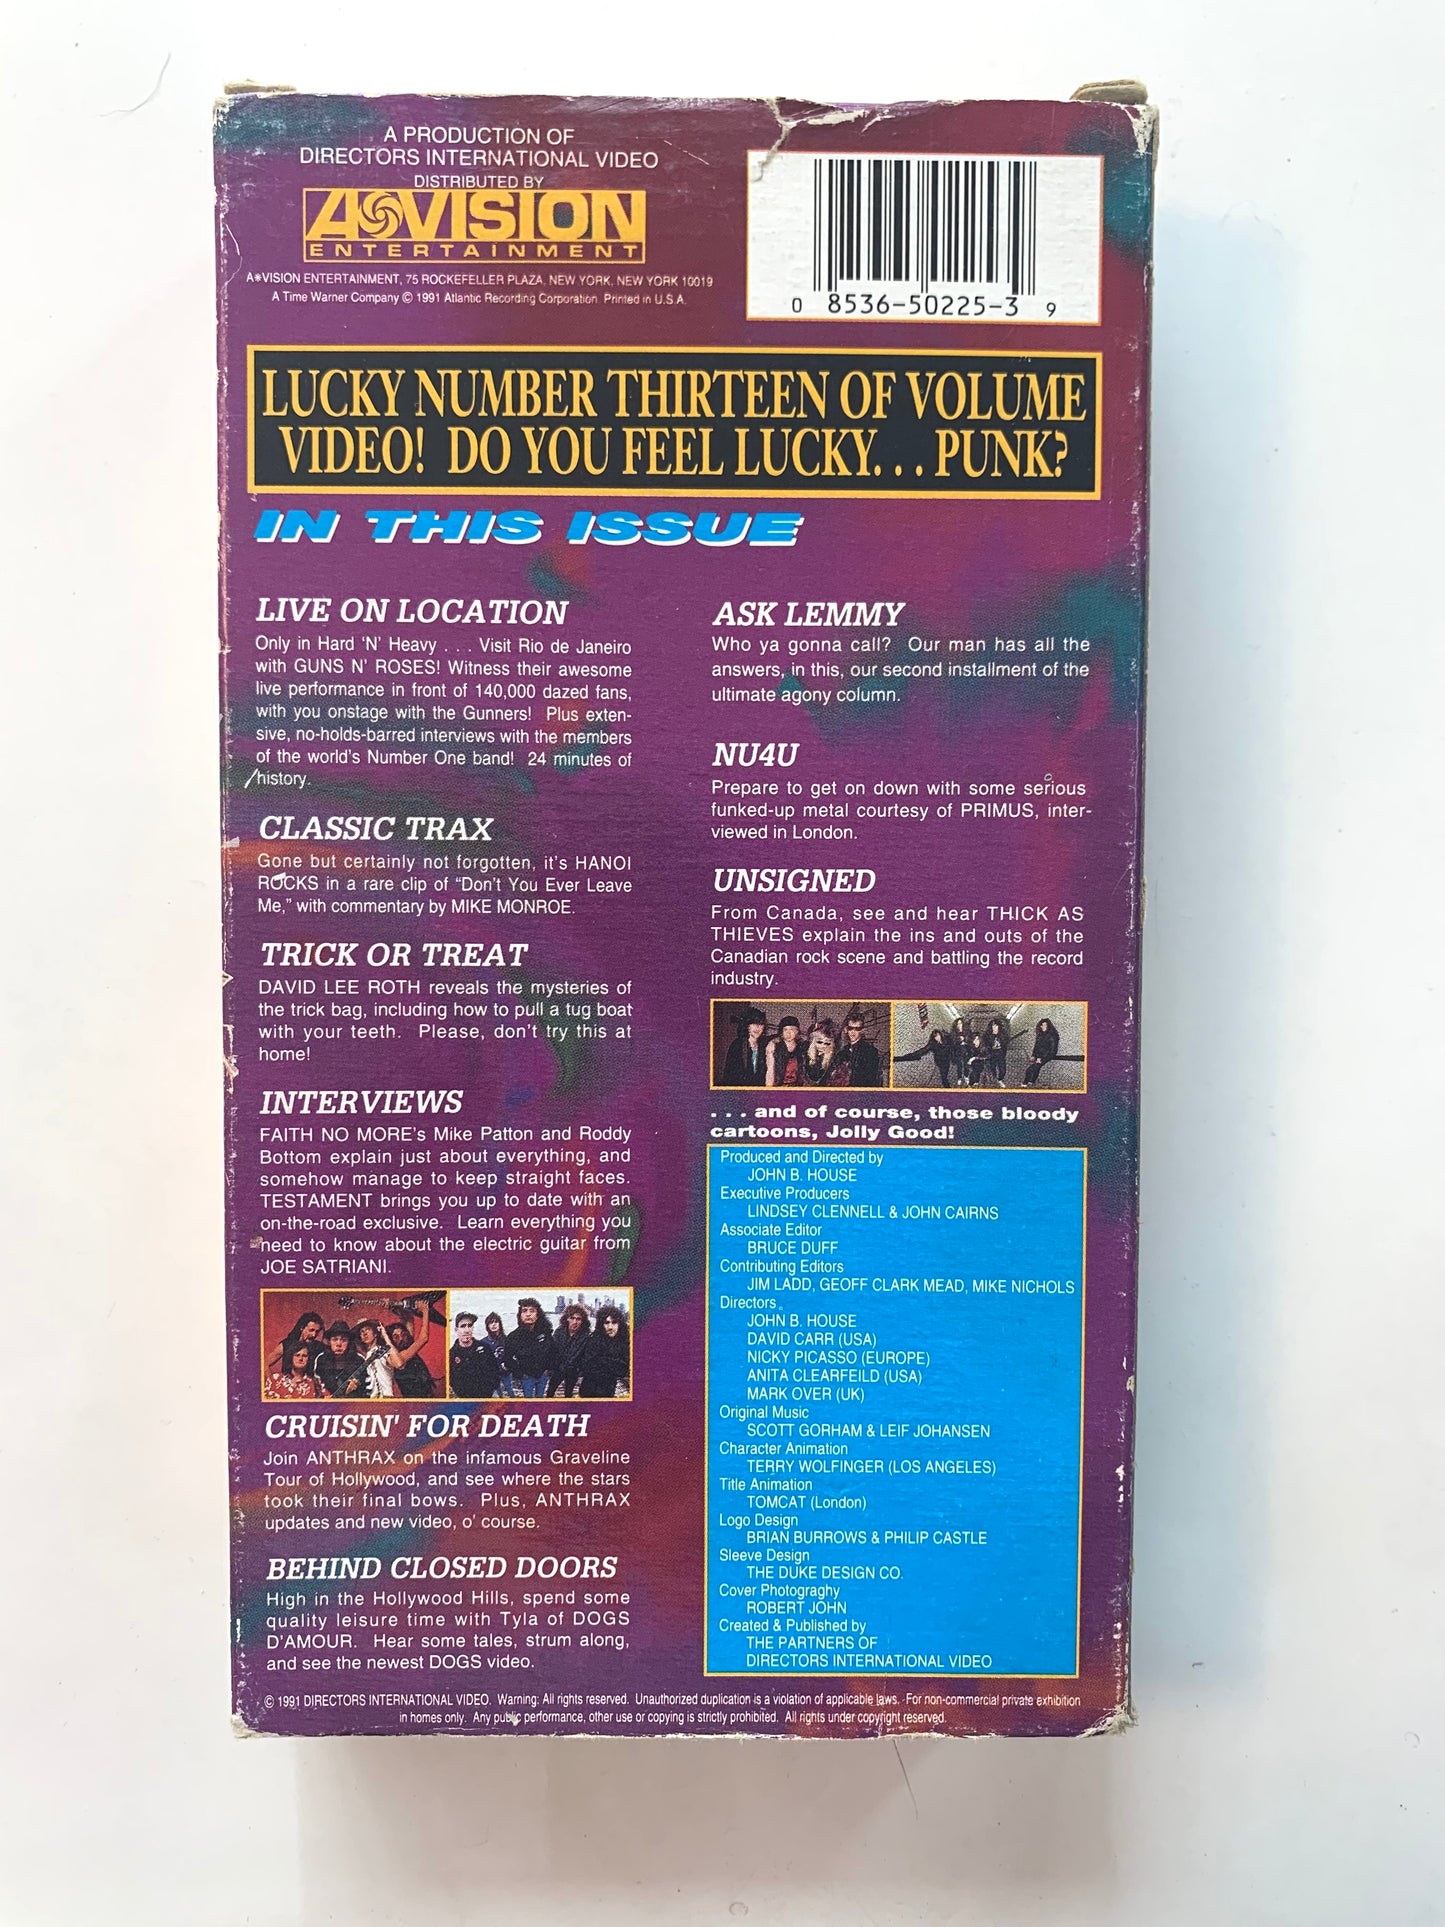 A PRODUCTION OF
DIRECTORS INTERNATIONAL VIDEO
DISTRIBUTED BY
A*VISION
ENTERTAINMENT
A*VISION ENTERTAINMENT, 75 ROCKEFELLER PLAZA, NEW YORK, NEW YORK 10019
A Time Warner Company © 1991 Atlantic Recording Corporation Printed in U.S.A.
0 8536-50225-3 9
LUCKY NUMBER THIRTEEN OF VOLUME
VIDEO! DO YOU FEEL LUCKY. . . PUNK?
IN THIS ISSUE
LIVE ON LOCATION
Only in Hard 'N' Heavy . . . Visit Rio de Janeiro
with GUNS N' ROSES! Witness their awesome
live performance in front of 140,000 dazed fans,
with you onstage with the Gunners! Plus exten-
sive, no-holds-barred interviews with the members
of the world's Number One band! 24 minutes of
history.
CLASSIC TRAX
Gone but certainly not forgotten, it's HANOI
ROCKS in a rare clip of "Don't You Ever Leave
Me," with commentary by MIKE MONROE.
TRICK OR TREAT
DAVID LEE ROTH reveals the mysteries of
the trick bag, including how to pull a tug boat
with your teeth. Please, don't try this at
home!
INTERVIEWS
FAITH NO MORE's Mike Patton and Roddy
Bottom explain just about everything, and
somehow manage to keep straight faces.
TESTAMENT brings you up to date with an
on-the-road exclusive. Learn everything you
need to know about the electric guitar from
JOE SATRIANI.
CRUISIN' FOR DEATH
Join ANTHRAX on the infamous Graveline
Tour of Hollywood, and see where the stars
took their final bows. Plus, ANTHRAX
updates and new video, o' course.
BEHIND CLOSED DOORS
High in the Hollywood Hills, spend some
quality leisure time with Tyla of DOGS
D'AMOUR. Hear some tales, strum along,
and see the newest DOGS video.
ASK LEMMY
Who ya gonna call? Our man has all the
answers, in this, our second installment of the
ultimate agony column.
NU4U
Prepare to get on down with some serious
funked-up metal courtesy of PRIMUS, inter-
viewed in London.
UNSIGNED
From Canada, see and hear THICK AS
THIEVES explain the ins and outs of the
Canadian rock scene and battling the record
industry.
. . . and of course, those bloody
cartoons, Jolly Good!
Produced and Directed by
JOHN B. HOUSE
Executive Producers
LINDSEY CLENNELL & JOHN CAIRNS
Associate Editor
BRUCE DUFF
Contributing Editors
JIM LADD, GEOFF CLARK MEAD, MIKE NICHOLS
Directors
JOHN B. HOUSE
DAVID CARR (USA)
NICKY PICASSO (EUROPE)
ANITA CLEARFEILD (USA)
MARK OVER (UK)
Original Music
SCOTT GORHAM & LEIF JOHANSEN
Character Animation
TERRY WOLFINGER (LOS ANGELES)
Title Animation
TOMCAT (London)
Logo Design
BRIAN BURROWS & PHILIP CASTLE
Sleeve Design
THE DUKE DESIGN CO.
Cover Photograghy
ROBERT JOHN
Created & Published by
THE PARTNERS OF
DIRECTORS INTERNATIONAL VIDEO
© 1991 DIRECTORS INTERNATIONAL VIDEO. Warning: All rights reserved. Unauthorized duplication is a violation of applicable laws. For non-commercial private exhibition
in homes only. Any public performance, other use or copying is strictly prohibited. All rights under copyright reserved.